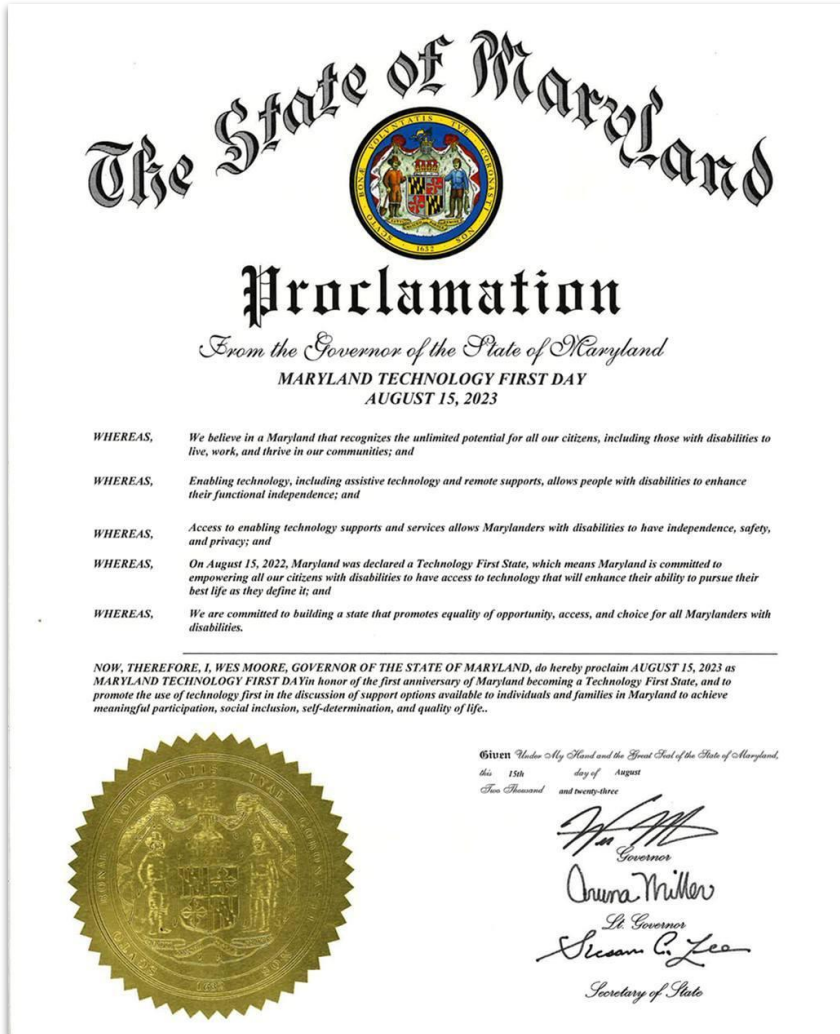 The State of Maryland
SCVTO BONÆ VOLVNTATIS TVÆ CORONASTI NOS
1632
Proclamation
From the Governor of the State of Maryland
MARYLAND TECHNOLOGY FIRST DAY
AUGUST 15, 2023
WHEREAS, We believe in a Maryland that recognizes the unlimited potential for all our citizens, including those with disabilities to
live, work, and thrive in our communities; and
WHEREAS, Enabling technology, including assistive technology and remote supports, allows people with disabilities to enhance
their functional independence; and
WHEREAS, Access to enabling technology supports and services allows Marylanders with disabilities to have independence, safety,
and privacy; and
WHEREAS, On August 15, 2022, Maryland was declared a Technology First State, which means Maryland is committed to
empowering all our citizens with disabilities to have access to technology that will enhance their ability to pursue their
best life as they define it; and
WHEREAS, We are committed to building a state that promotes equality of opportunity, access, and choice for all Marylanders with
disabilities.
NOW, THEREFORE, I, WES MOORE, GOVERNOR OF THE STATE OF MARYLAND, do hereby proclaim AUGUST 15, 2023 as
MARYLAND TECHNOLOGY FIRST DAYin honor of the first anniversary of Maryland becoming a Technology First State, and to
promote the use of technology first in the discussion of support options available to individuals and families in Maryland to achieve
meaningful participation, social inclusion, self-determination, and quality of life..
Given Under My Hand and the Great Seal of the State of Maryland,
this 15th day of August
Two Thousand and twenty-three
Governor
Aruna Miller
Lt. Governor
Susan C. Lee
Secretary of State